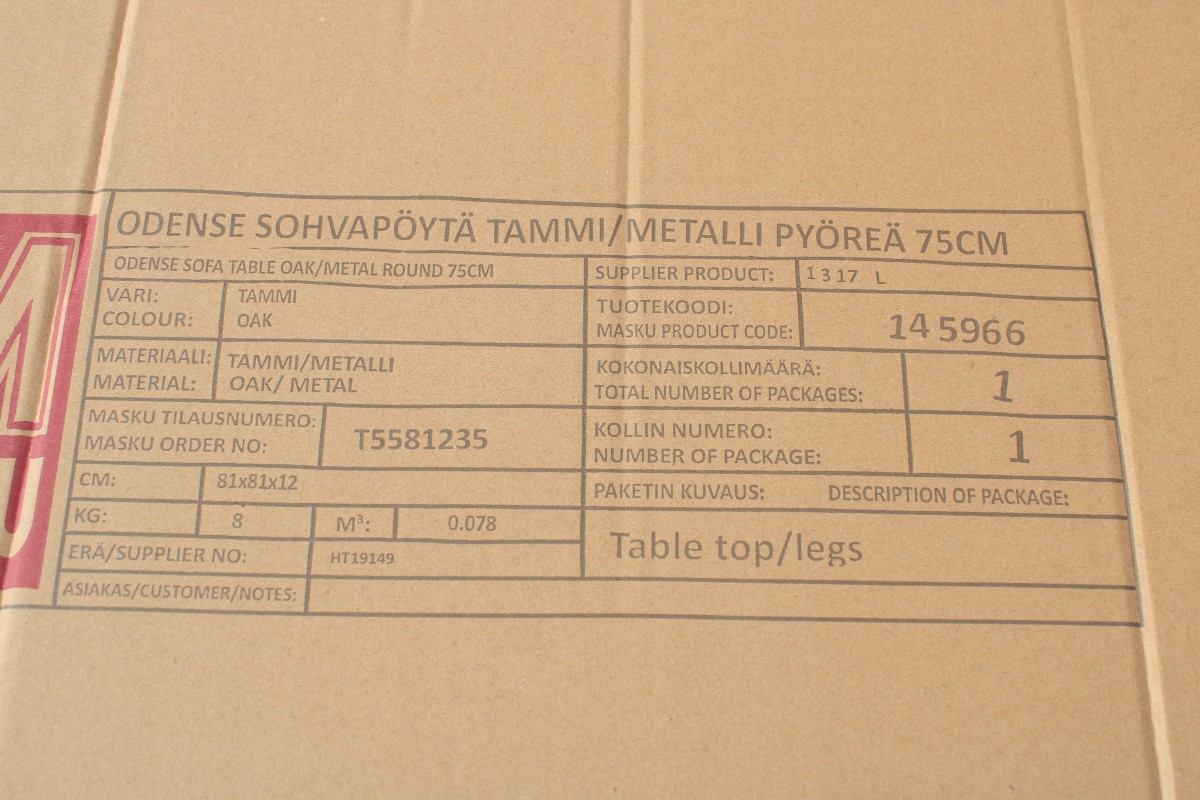 ODENSE SOHVAPÖYTÄ TAMMI/METALLI PYÖREÄ 75CM
ODENSE SOFA TABLE OAK/METAL ROUND 75CM
SUPPLIER PRODUCT: 1317 L
VÄRI: TAMMI
COLOUR: OAK
TUOTEKOODI:
MASKU PRODUCT CODE: 145966
MATERIAALI: TAMMI/METALLI
MATERIAL: OAK/ METAL
KOKONAISKOLLIMÄÄRÄ:
TOTAL NUMBER OF PACKAGES: 1
MASKU TILAUSNUMERO:
MASKU ORDER NO: T5581235
KOLLIN NUMERO:
NUMBER OF PACKAGE: 1
CM: 81x81x12
KG: 8 M³: 0.078
PAKETIN KUVAUS: DESCRIPTION OF PACKAGE:
Table top/legs
ERÄ/SUPPLIER NO: HT19149
ASIAKAS/CUSTOMER/NOTES: